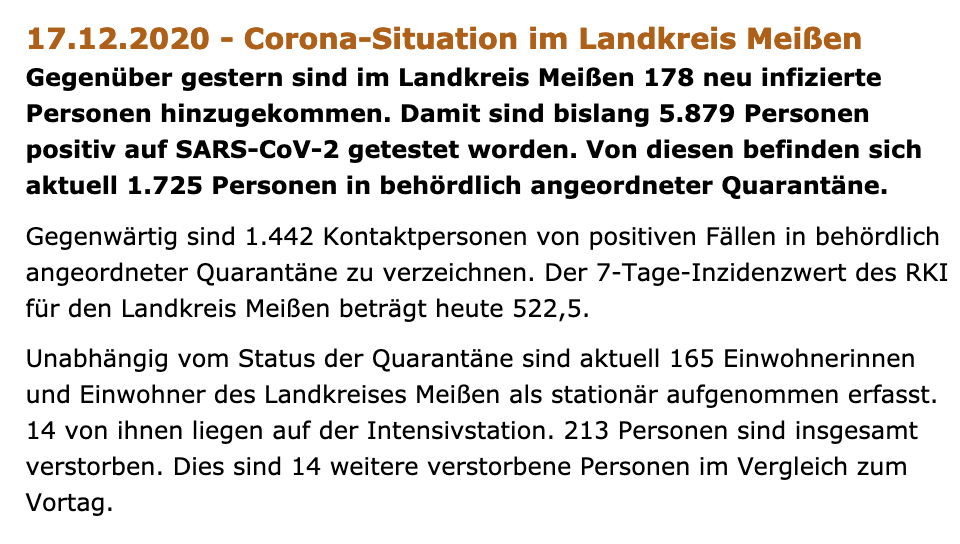 17.12.2020 - Corona-Situation im Landkreis Meißen
Gegenüber gestern sind im Landkreis Meißen 178 neu infizierte
Personen hinzugekommen. Damit sind bislang 5.879 Personen
positiv auf SARS-CoV-2 getestet worden. Von diesen befinden sich
aktuell 1.725 Personen in behördlich angeordneter Quarantäne.
Gegenwärtig sind 1.442 Kontaktpersonen von positiven Fällen in behördlich
angeordneter Quarantäne zu verzeichnen. Der 7-Tage-Inzidenzwert des RKI
für den Landkreis Meißen beträgt heute 522,5.
Unabhängig vom Status der Quarantäne sind aktuell 165 Einwohnerinnen
und Einwohner des Landkreises Meißen als stationär aufgenommen erfasst.
14 von ihnen liegen auf der Intensivstation. 213 Personen sind insgesamt
verstorben. Dies sind 14 weitere verstorbene Personen im Vergleich zum
Vortag.